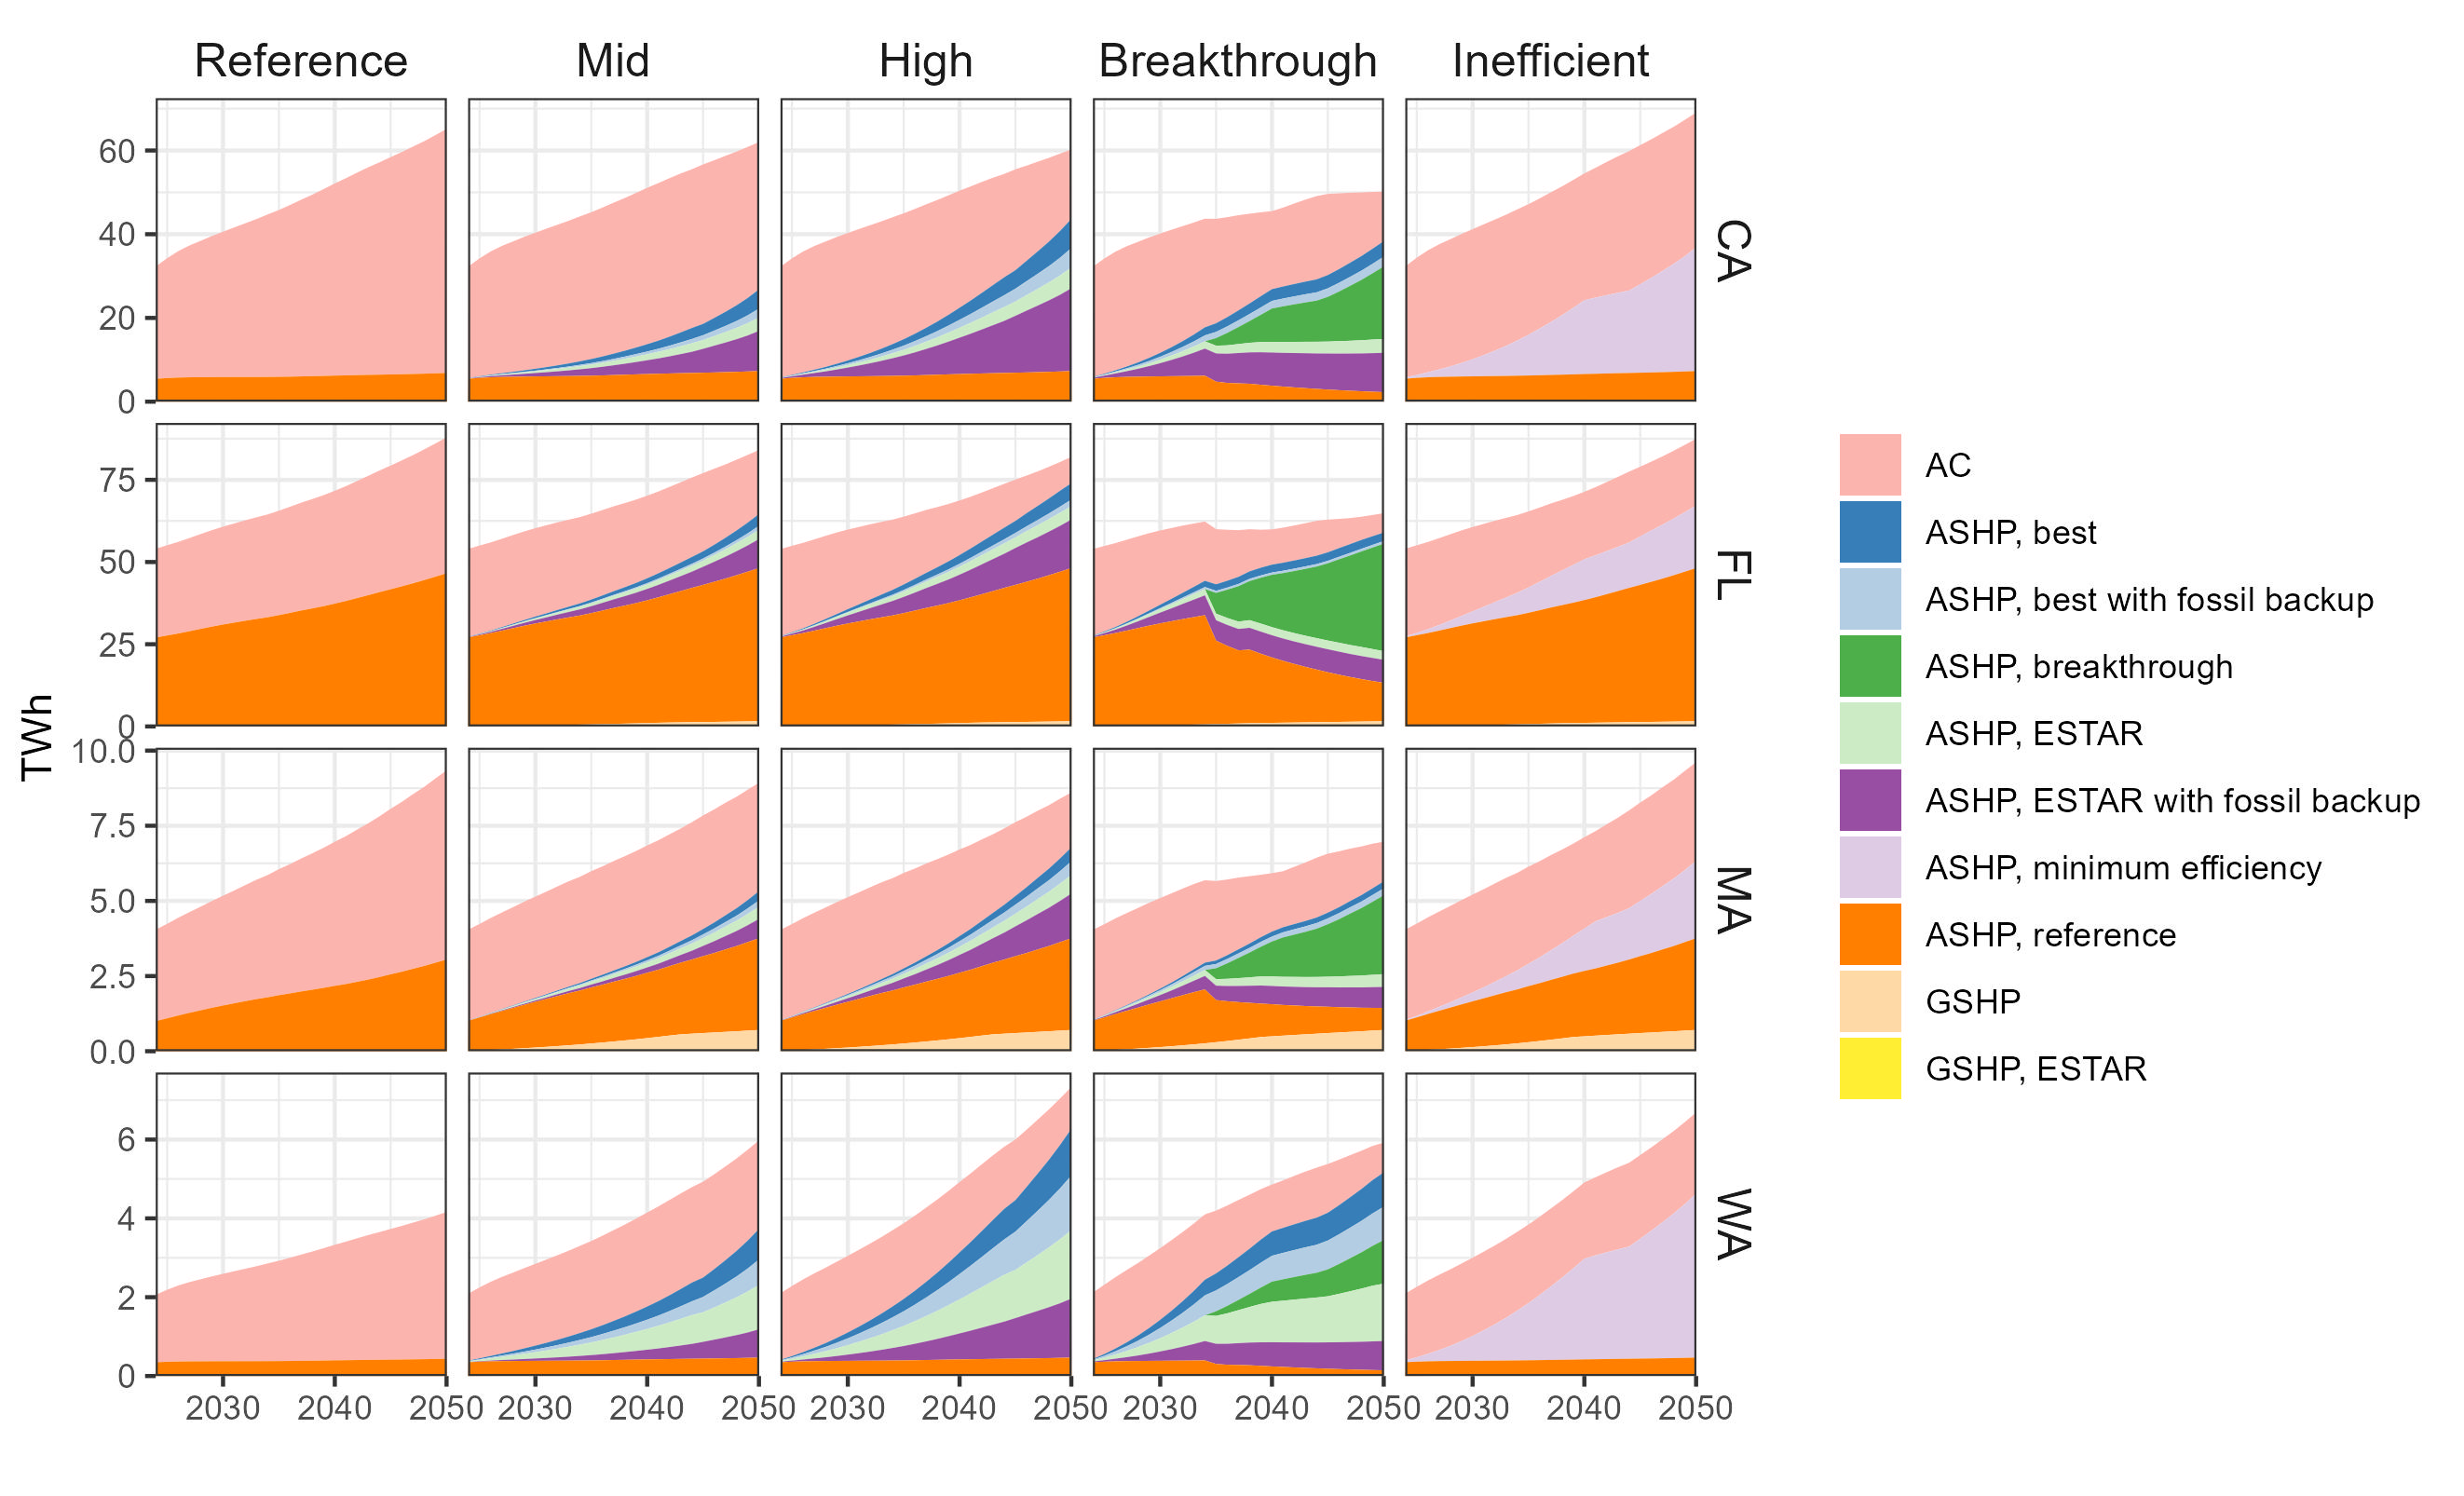 Reference Mid High Breakthrough Inefficient
60
40
20
0
CA
75
50
25
0
FL
TWh
10.0
7.5
5.0
2.5
0.0
MA
6
4
2
0
WA
2030 2040 2050 2030 2040 2050 2030 2040 2050 2030 2040 2050 2030 2040 2050
AC
ASHP, best
ASHP, best with fossil backup
ASHP, breakthrough
ASHP, ESTAR
ASHP, ESTAR with fossil backup
ASHP, minimum efficiency
ASHP, reference
GSHP
GSHP, ESTAR